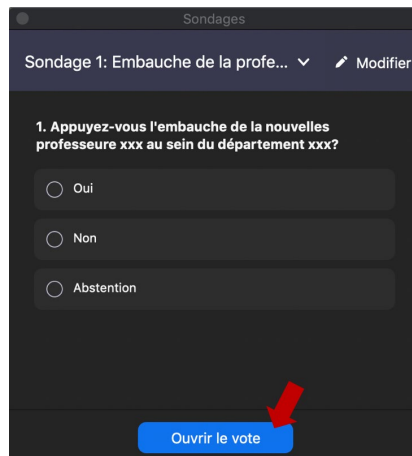 Sondages
Sondage 1: Embauche de la profe... Modifier
1. Appuyez-vous l'embauche de la nouvelles
professeure xxx au sein du département xxx?
Oui
Non
Abstention
Ouvrir le vote